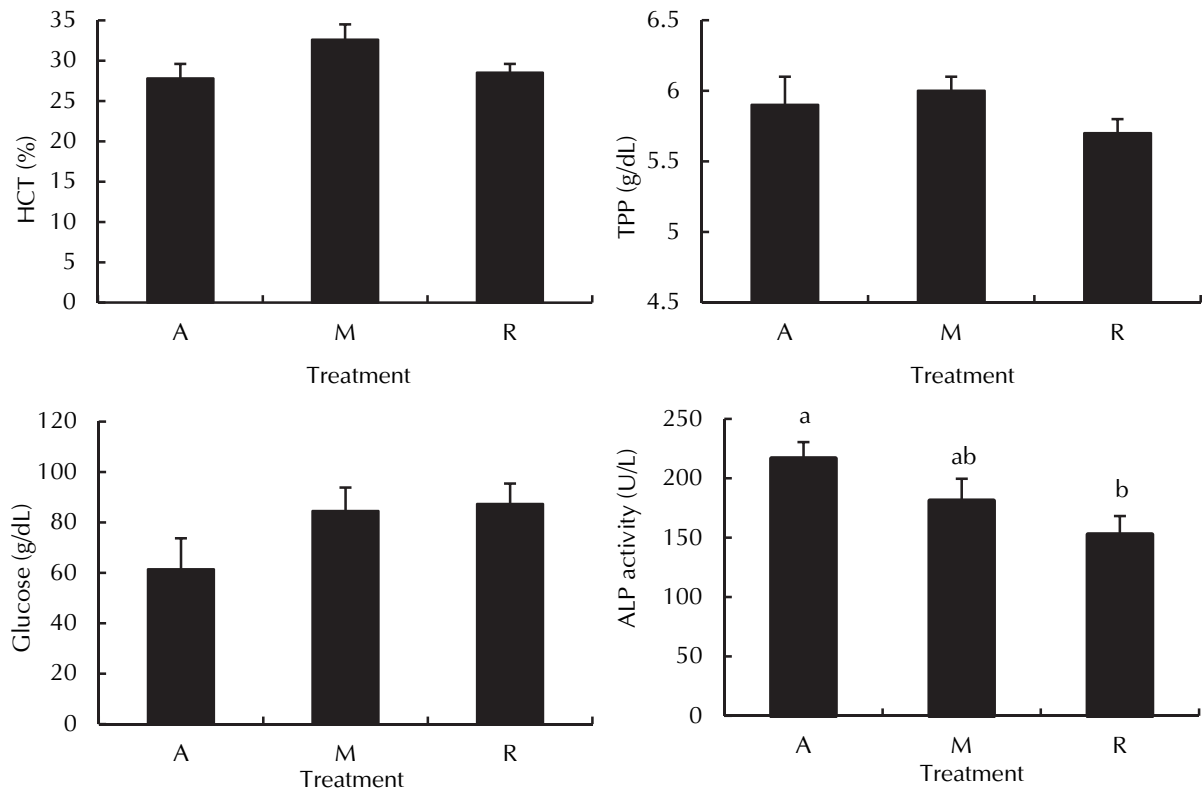 HCT (%)
35
30
25
20
15
10
5
0
A M R
Treatment
TPP (g/dL)
6.5
6
5.5
5
4.5
A M R
Treatment
Glucose (g/dL)
120
100
80
60
40
20
0
A M R
Treatment
ALP activity (U/L)
250
200
150
100
50
0
a
ab
b
A M R
Treatment